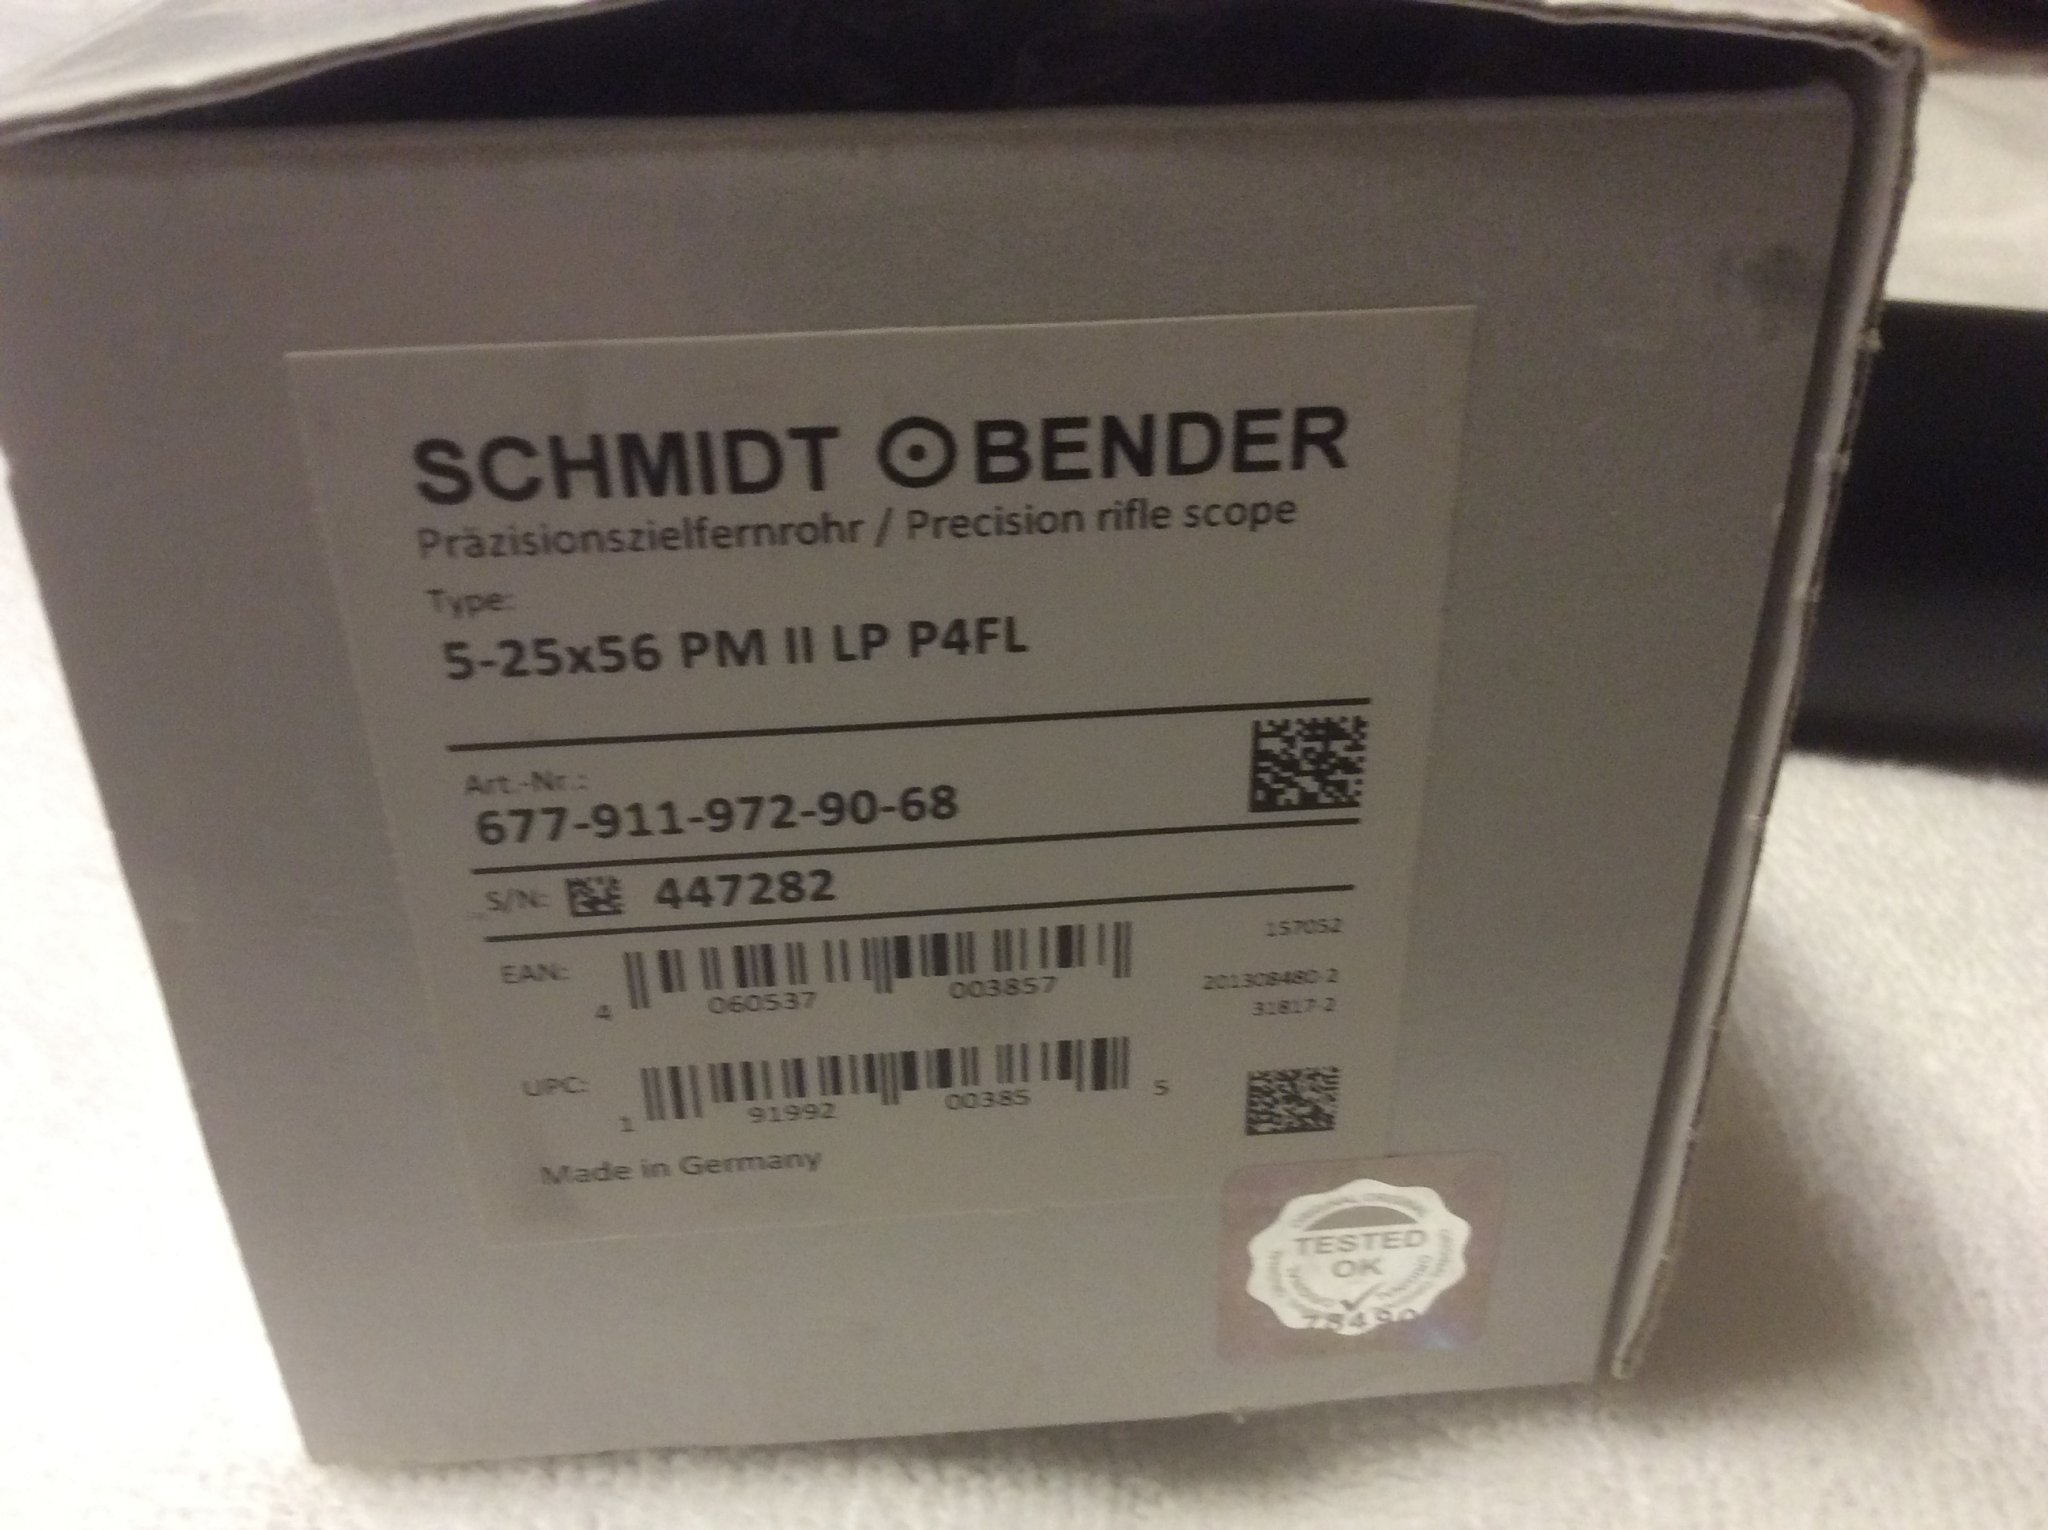 SCHMIDT BENDER
Präzisionszielfernrohr / Precision rifle scope
Type:
5-25x56 PM II LP P4FL
Art.-Nr.:
677-911-972-90-68
S/N: 447282
157052
EAN: 4 060537 003857
201308480-2
31817-2
UPC: 1 91992 00385 5
Made in Germany
TESTED
OK